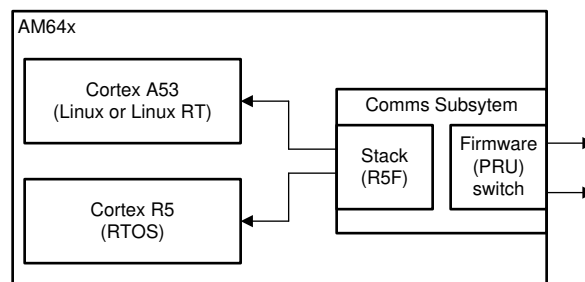 AM64x
Cortex A53
(Linux or Linux RT)
Comms Subsytem
Stack
(R5F)
Firmware
(PRU)
switch
Cortex R5
(RTOS)